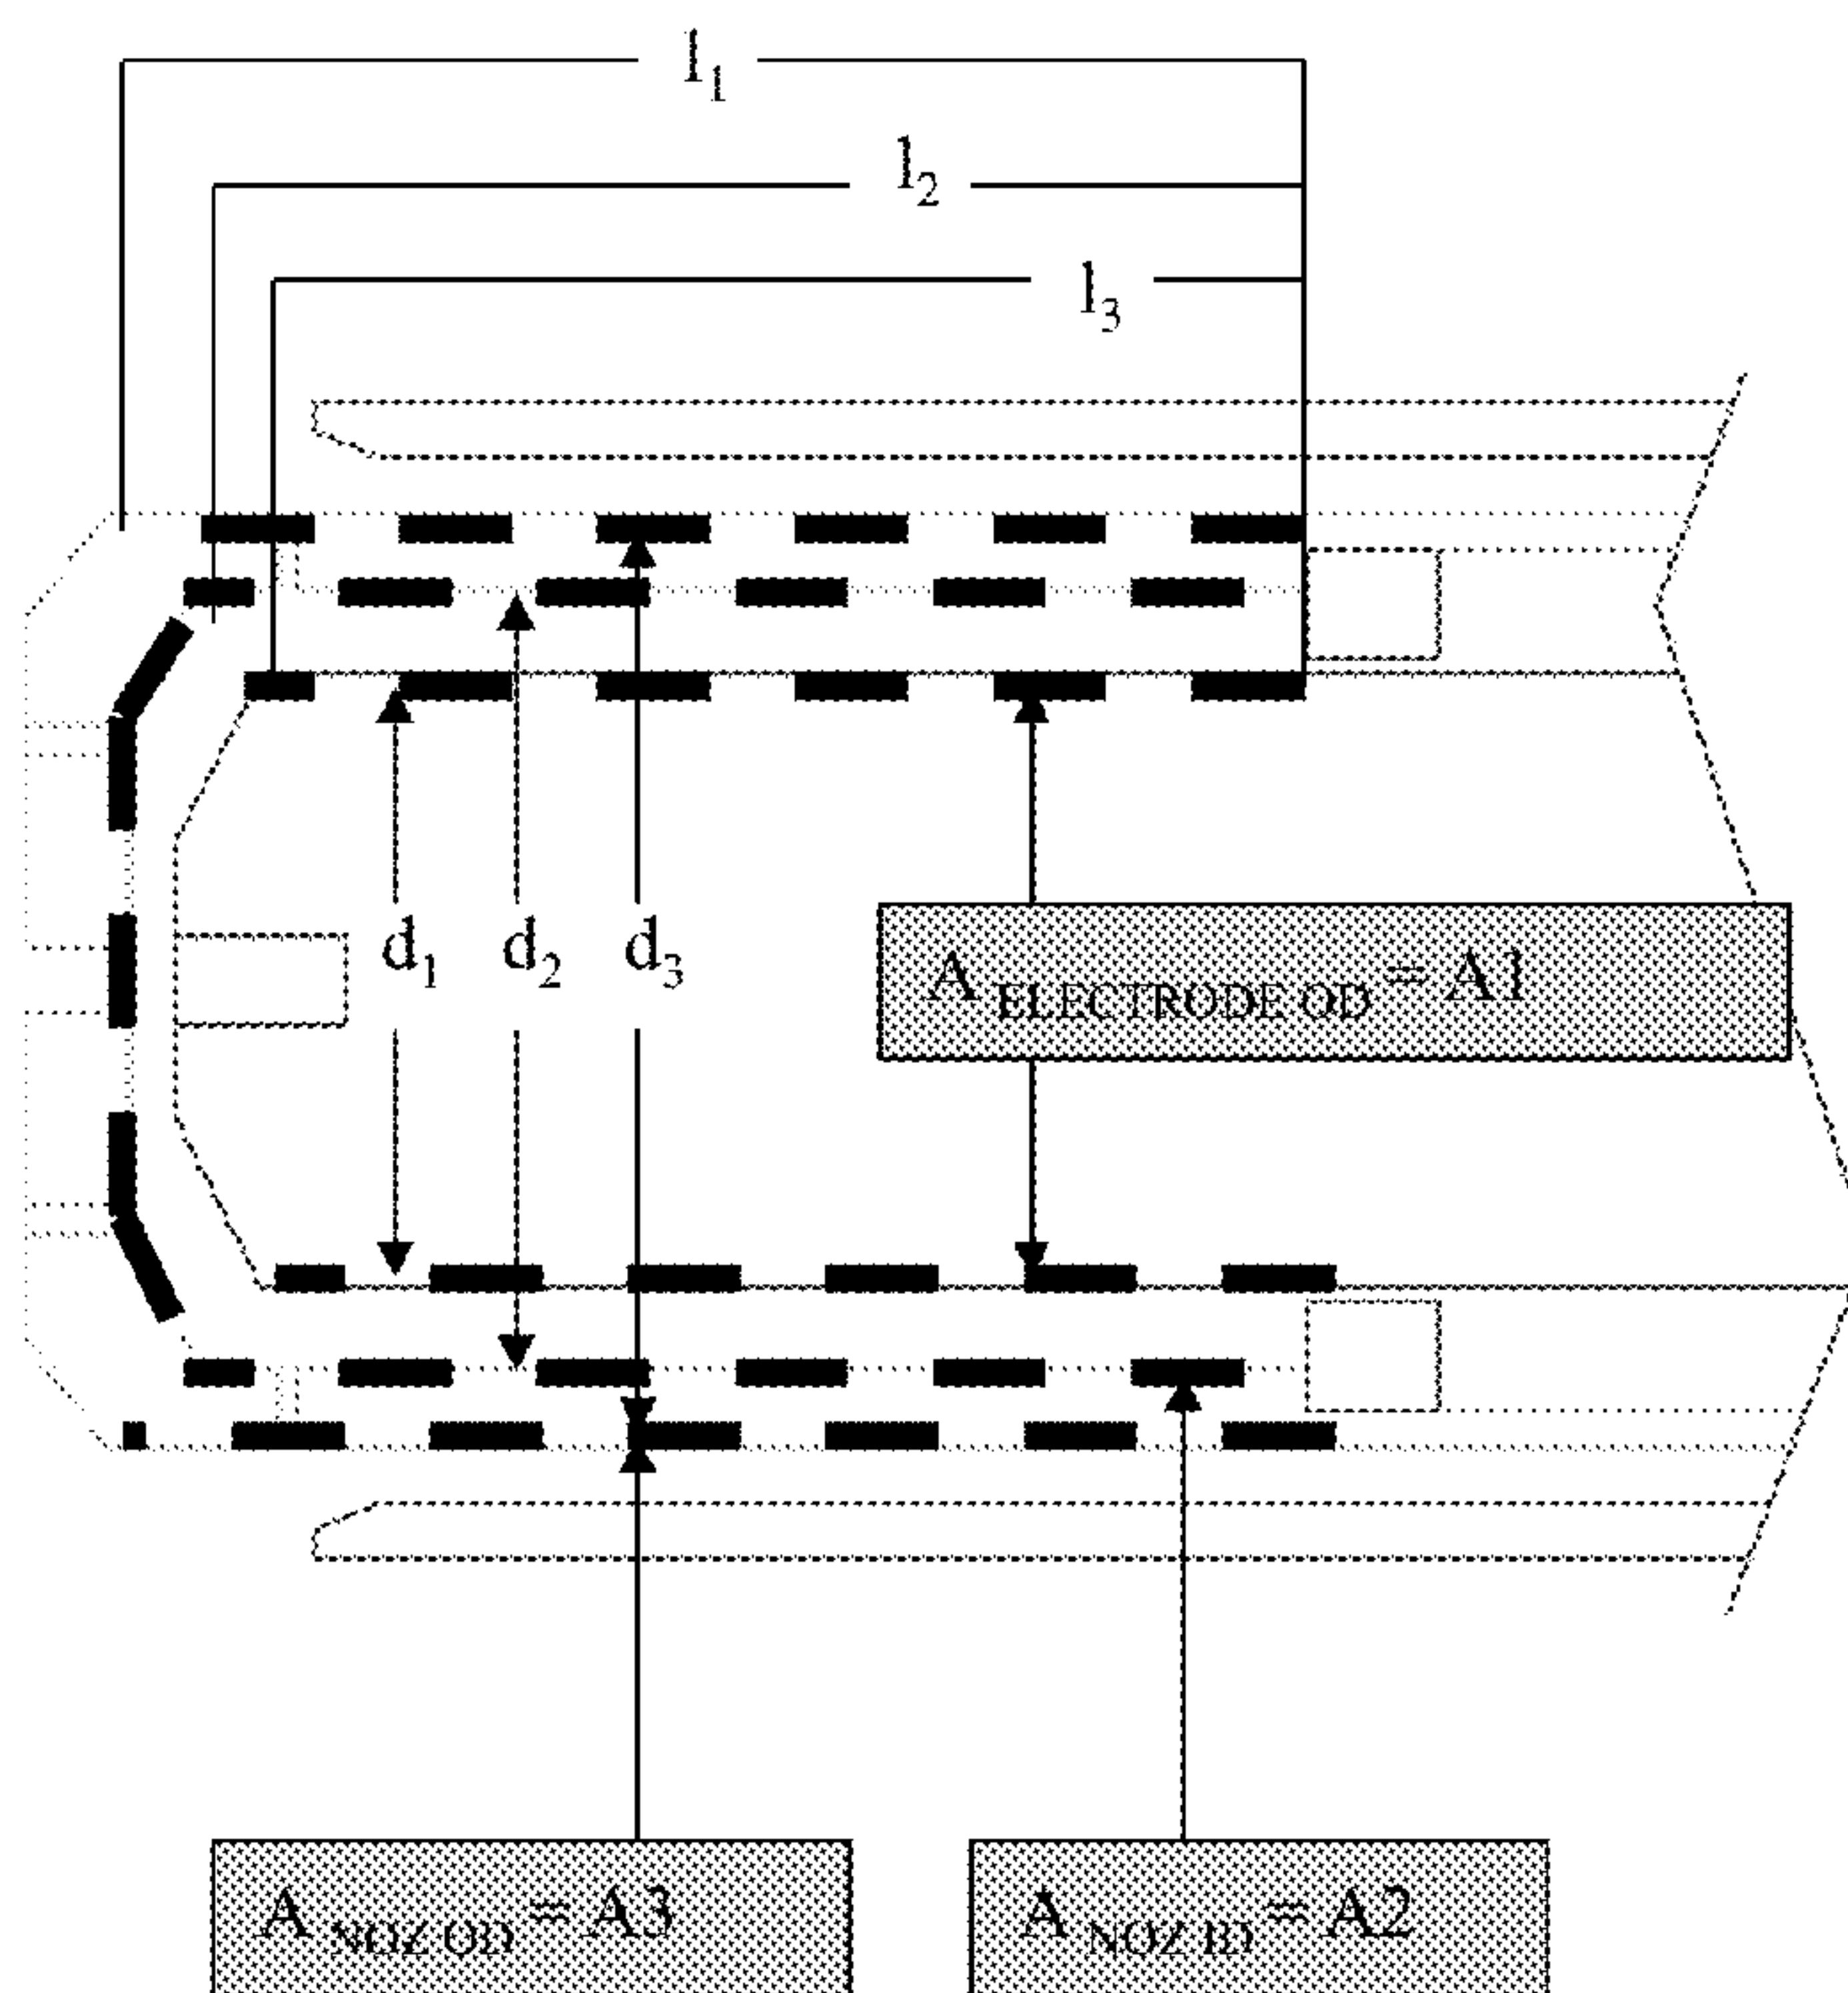 l1
l2
l3
d1 d2 d3
A ELECTRODE OD = A1
A NOZ OD = A3
A NOZ ID = A2